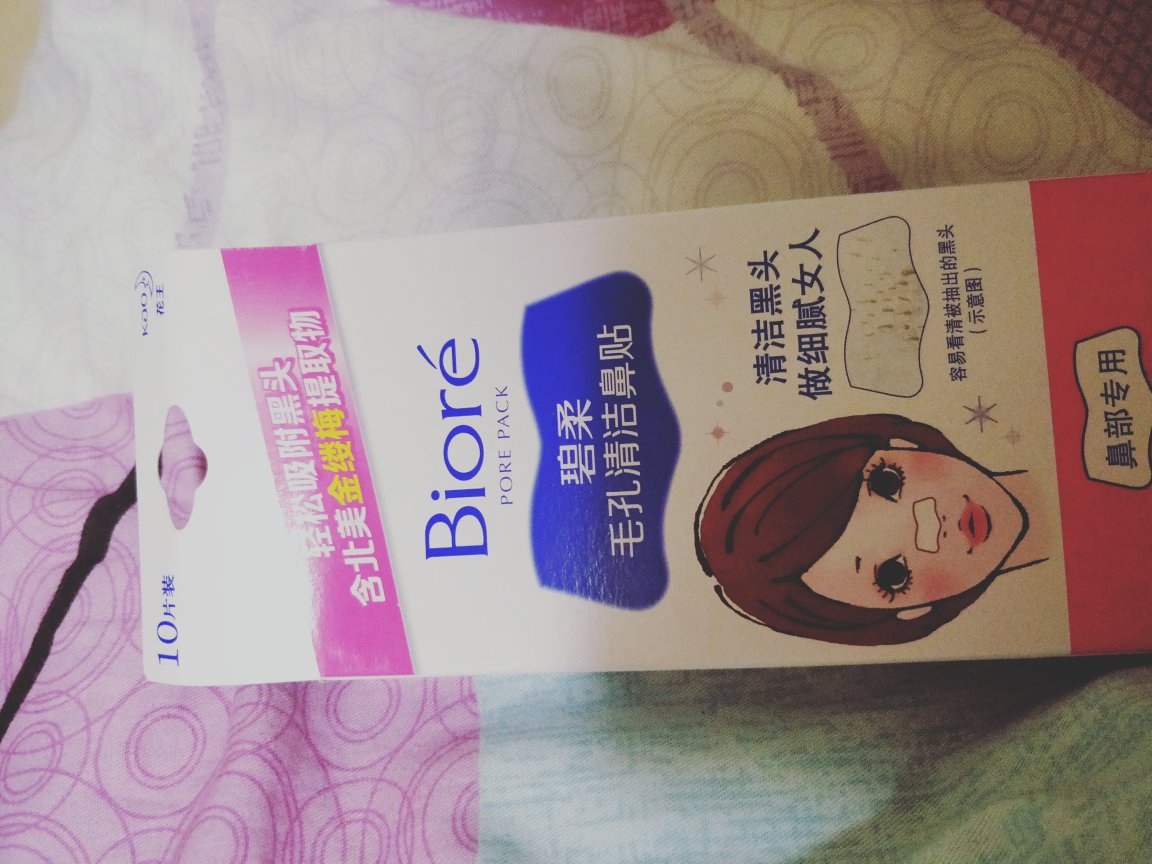 10片装
Kao
花王
轻松吸附黑头
含北美金缕梅提取物
Bioré
PORE PACK
碧柔
毛孔清洁鼻贴
清洁黑头
做细腻女人
容易看清被抽出的黑头
(示意图)
鼻部专用